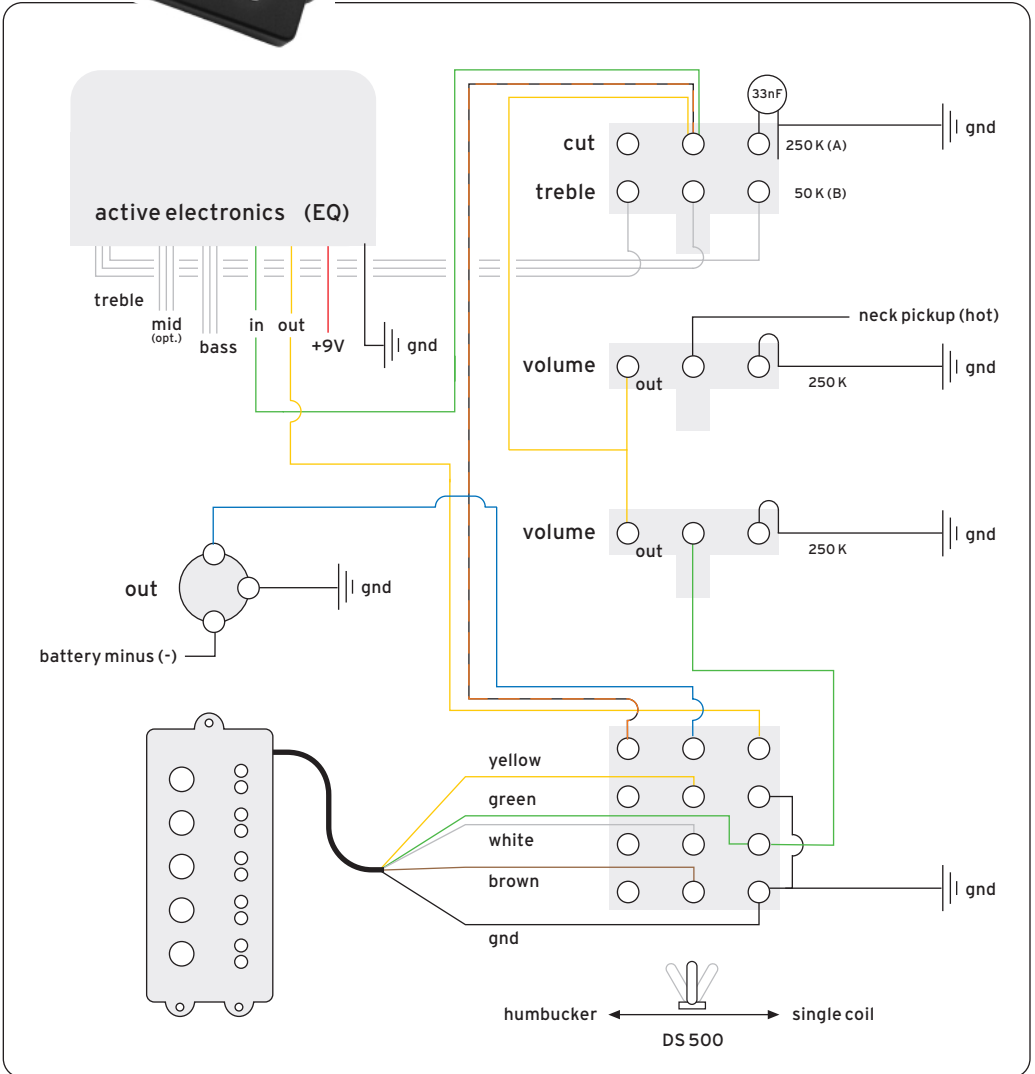 33nF
gnd
cut
250 K (A)
treble
50 K (B)
active electronics (EQ)
treble
mid
(opt.)
bass
in
out
+9V
gnd
neck pickup (hot)
volume
out
250 K
gnd
volume
out
250 K
gnd
out
gnd
battery minus (-)
yellow
green
white
brown
gnd
gnd
humbucker
single coil
DS 500